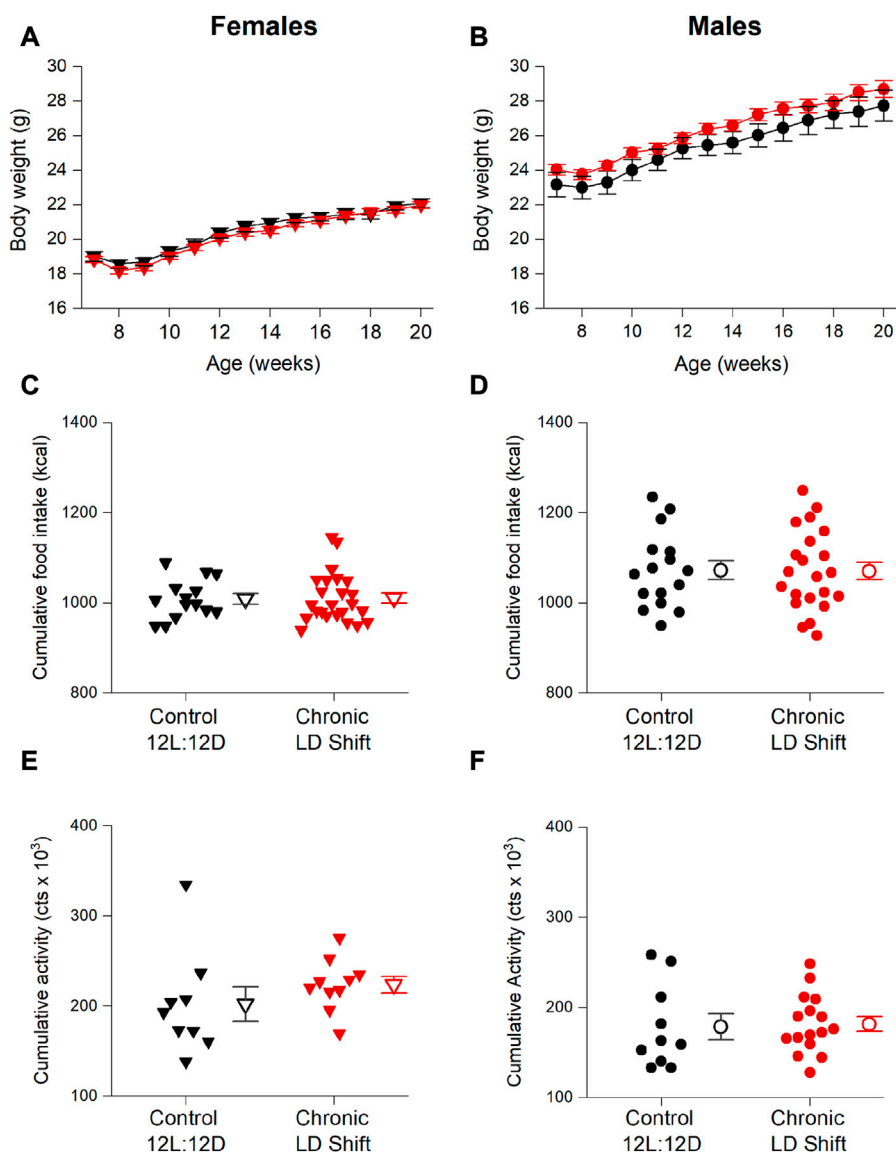 Females
Males
A
B
Body weight (g)
30
28
26
24
22
20
18
16
8
10
12
14
16
18
20
Age (weeks)
Body weight (g)
30
28
26
24
22
20
18
16
8
10
12
14
16
18
20
Age (weeks)
C
D
Cumulative food intake (kcal)
1400
1200
1000
800
Control
12L:12D
Chronic
LD Shift
Cumulative food intake (kcal)
1400
1200
1000
800
Control
12L:12D
Chronic
LD Shift
E
F
Cumulative activity (cts x 10³)
400
300
200
100
Control
12L:12D
Chronic
LD Shift
Cumulative Activity (cts x 10³)
400
300
200
100
Control
12L:12D
Chronic
LD Shift